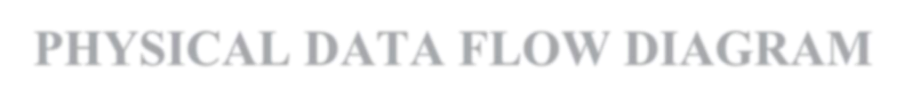 PHYSICAL DATA FLOW DIAGRAM